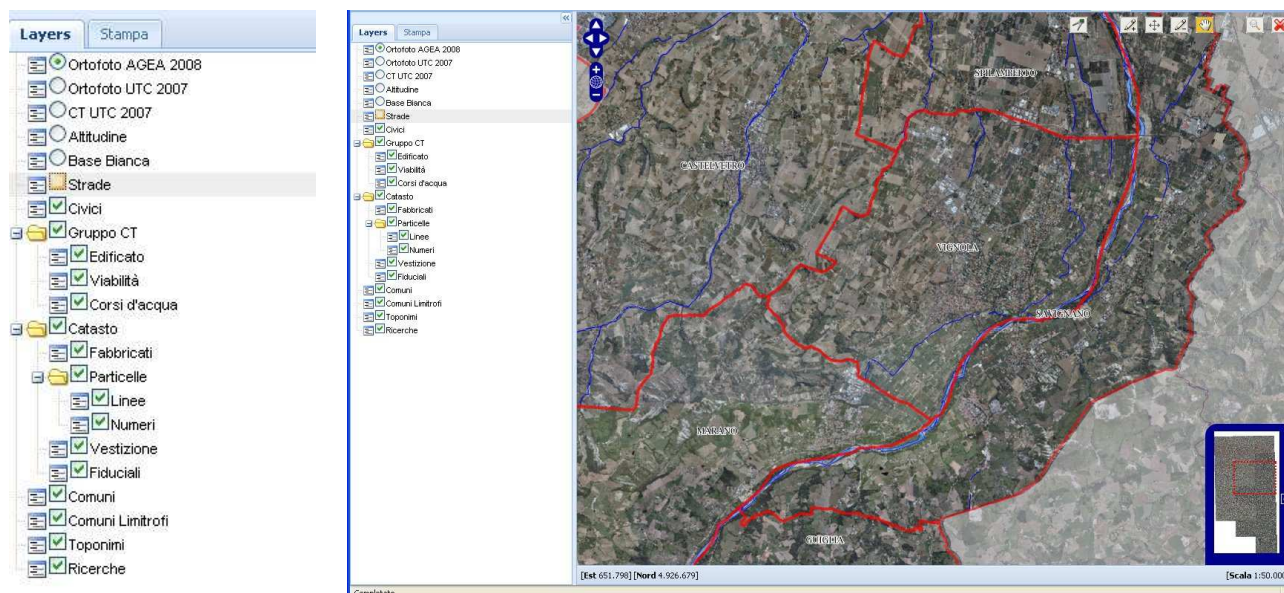 Layers Stampa
Ortofoto AGEA 2008
Ortofoto UTC 2007
CT UTC 2007
Altitudine
Base Bianca
Strade
Civici
Gruppo CT
Edificato
Viabilità
Corsi d'acqua
Catasto
Fabbricati
Particelle
Linee
Numeri
Vestizione
Fiduciali
Comuni
Comuni Limitrofi
Toponimi
Ricerche
Layers Stampa
Ortofoto AGEA 2008
Ortofoto UTC 2007
CT UTC 2007
Altitudine
Base Bianca
Strade
Civici
Gruppo CT
Edificato
Viabilità
Corsi d'acqua
Catasto
Fabbricati
Particelle
Linee
Numeri
Vestizione
Fiduciali
Comuni
Comuni Limitrofi
Toponimi
Ricerche
SPILAMBERTO
CASTELVETRO
VIGNOLA
SAVIGNANO
MARANO
GUIGLIA
[Est 651.798] [Nord 4.926.679] [Scala 1:50.000
Completato